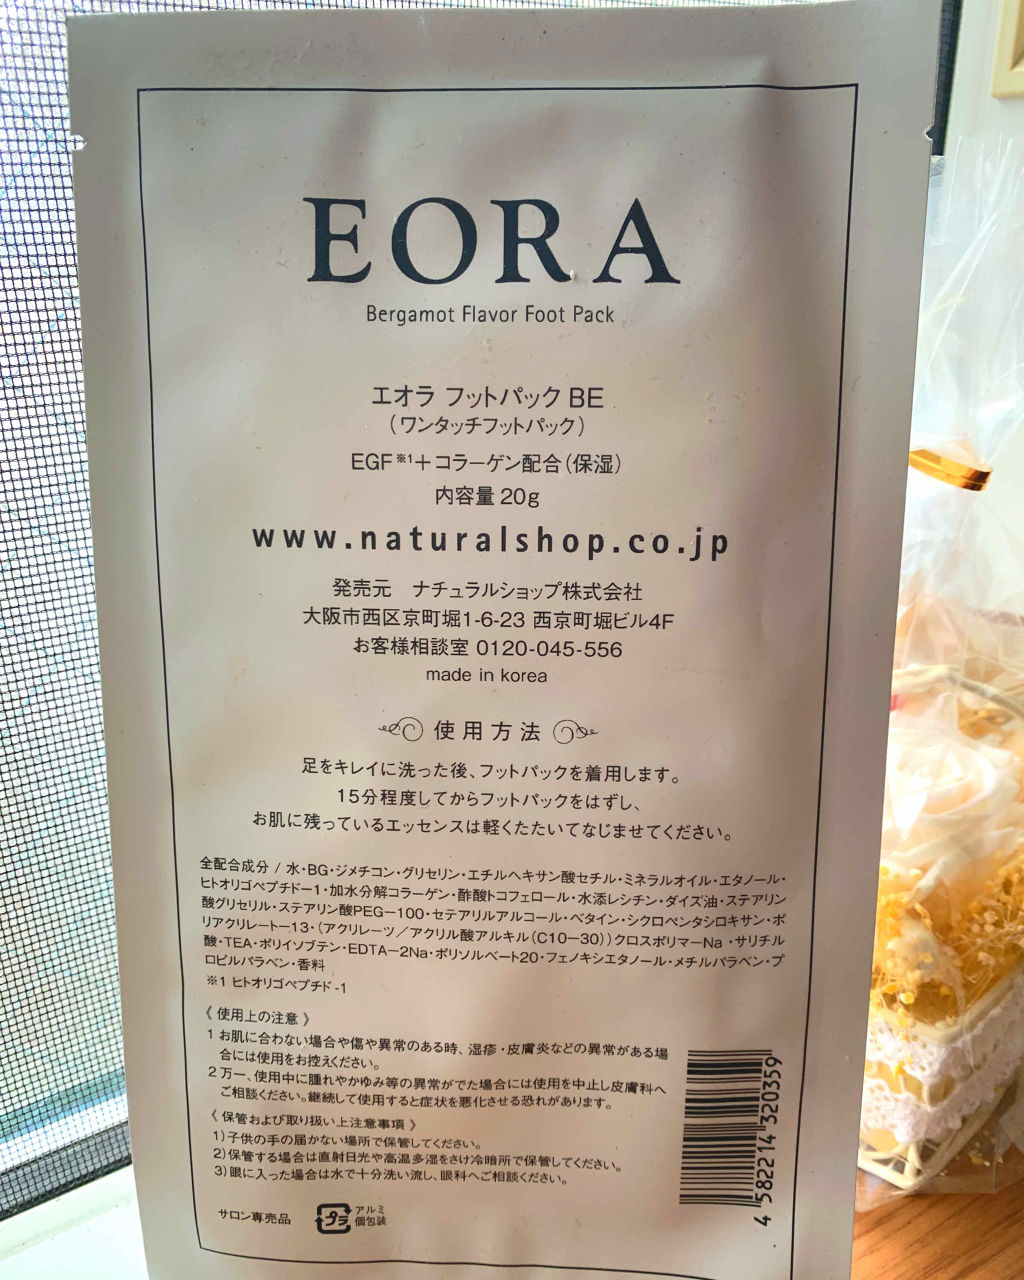 EORA
Bergamot Flavor Foot Pack
エオラ フットパック BE
（ワンタッチフットパック）
EGF※1＋コラーゲン配合（保湿）
内容量 20g
www.naturalshop.co.jp
発売元　ナチュラルショップ株式会社
大阪市西区京町堀1-6-23 西京町堀ビル4F
お客様相談室 0120-045-556
made in korea
使用方法
足をキレイに洗った後、フットパックを着用します。
15分程度してからフットパックをはずし、
お肌に残っているエッセンスは軽くたたいてなじませてください。
全配合成分 / 水・BG・ジメチコン・グリセリン・エチルヘキサン酸セチル・ミネラルオイル・エタノール・
ヒトオリゴペプチドー1・加水分解コラーゲン・酢酸トコフェロール・水添レシチン・ダイズ油・ステアリン
酸グリセリル・ステアリン酸PEGー100・セテアリルアルコール・ベタイン・シクロペンタシロキサン・ポ
リアクリレートー13・（アクリレーツ／アクリル酸アルキル（C10ー30））クロスポリマーNa ・サリチル
酸・TEA・ポリイソブテン・EDTAー2Na・ポリソルベート20・フェノキシエタノール・メチルパラベン・プ
ロピルパラベン・香料
※1 ヒトオリゴペプチド-1
《 使用上の注意 》
1 お肌に合わない場合や傷や異常のある時、湿疹・皮膚炎などの異常がある場
合には使用をお控えください。
2 万一、使用中に腫れやかゆみ等の異常がでた場合には使用を中止し皮膚科へ
ご相談ください。継続して使用すると症状を悪化させる恐れがあります。
《 保管および取り扱い上注意事項 》
1）子供の手の届かない場所で保管してください。
2）保管する場合は直射日光や高温多湿をさけ冷暗所で保管してください。
3）眼に入った場合は水で十分洗い流し、眼科へご相談ください。
サロン専売品
プラ
アルミ
個包装
4 582214 320359